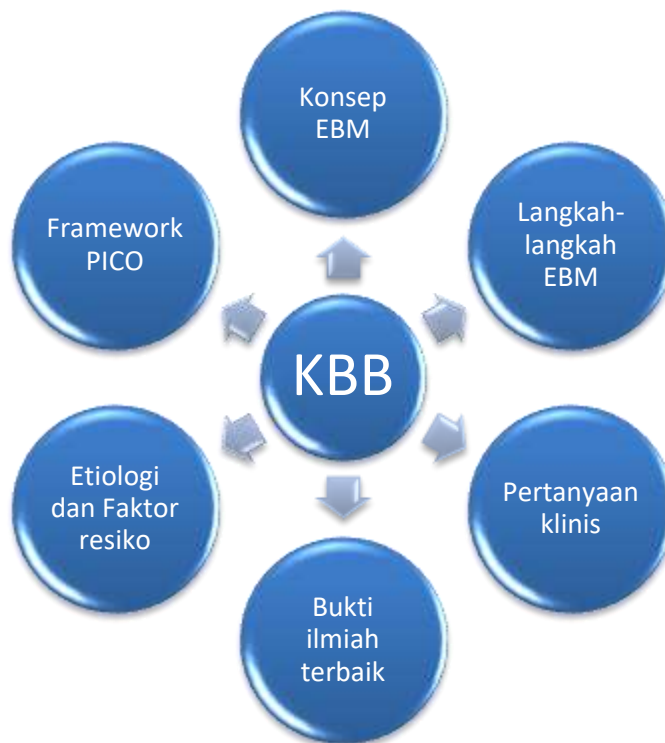 Konsep
EBM
Langkah-
langkah
EBM
Pertanyaan
klinis
Bukti
ilmiah
terbaik
Etiologi
dan Faktor
resiko
Framework
PICO
KBB